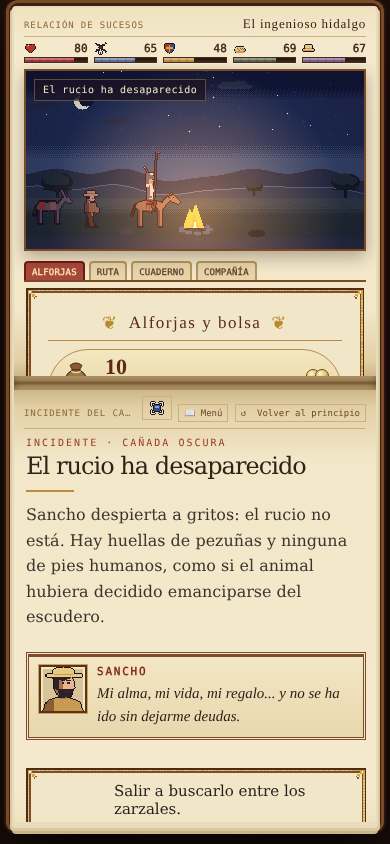 RELACIÓN DE SUCESOS
El ingenioso hidalgo
80 65 48 69 67
El rucio ha desaparecido
ALFORJAS RUTA CUADERNO COMPAÑÍA
❦ Alforjas y bolsa ❦
10
INCIDENTE DEL CA…
📖 Menú
↺ Volver al principio
INCIDENTE · CAÑADA OSCURA
El rucio ha desaparecido
Sancho despierta a gritos: el rucio no
está. Hay huellas de pezuñas y ninguna
de pies humanos, como si el animal
hubiera decidido emanciparse del
escudero.
SANCHO
Mi alma, mi vida, mi regalo... y no se ha
ido sin dejarme deudas.
Salir a buscarlo entre los
zarzales.